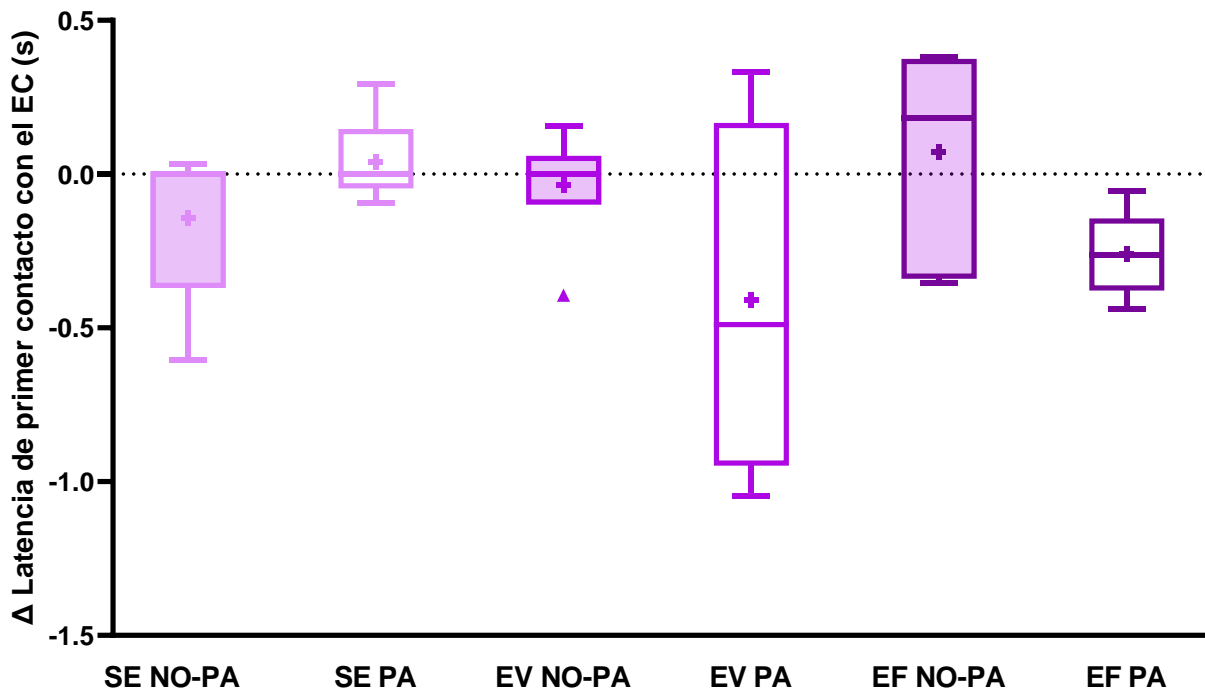 Δ Latencia de primer contacto con el EC (s)
0.5
0.0
-0.5
-1.0
-1.5
SE NO-PA
SE PA
EV NO-PA
EV PA
EF NO-PA
EF PA